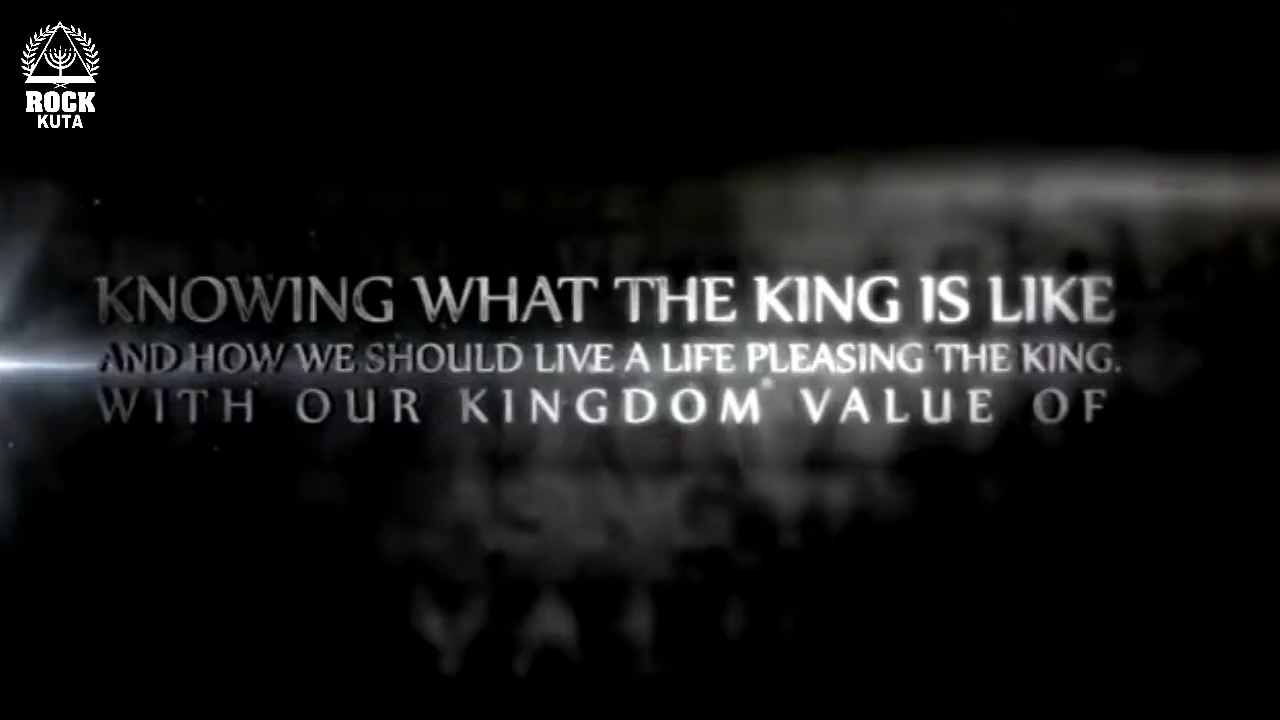 ROCK
KUTA
KNOWING WHAT THE KING IS LIKE
AND HOW WE SHOULD LIVE A LIFE PLEASING THE KING.
WITH OUR KINGDOM VALUE OF